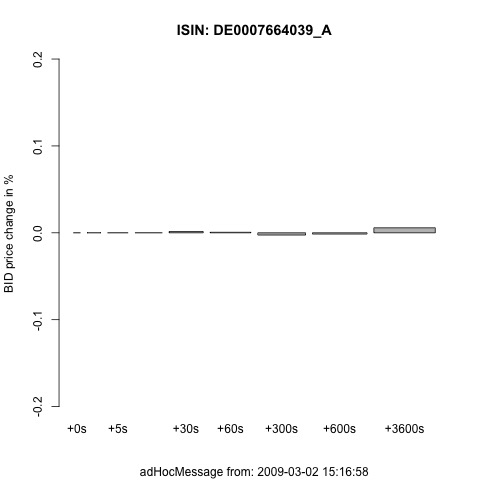 ISIN: DE0007664039_A
BID price change in %
0.2
0.1
0.0
-0.1
-0.2
+0s +5s +30s +60s +300s +600s +3600s
adHocMessage from: 2009-03-02 15:16:58